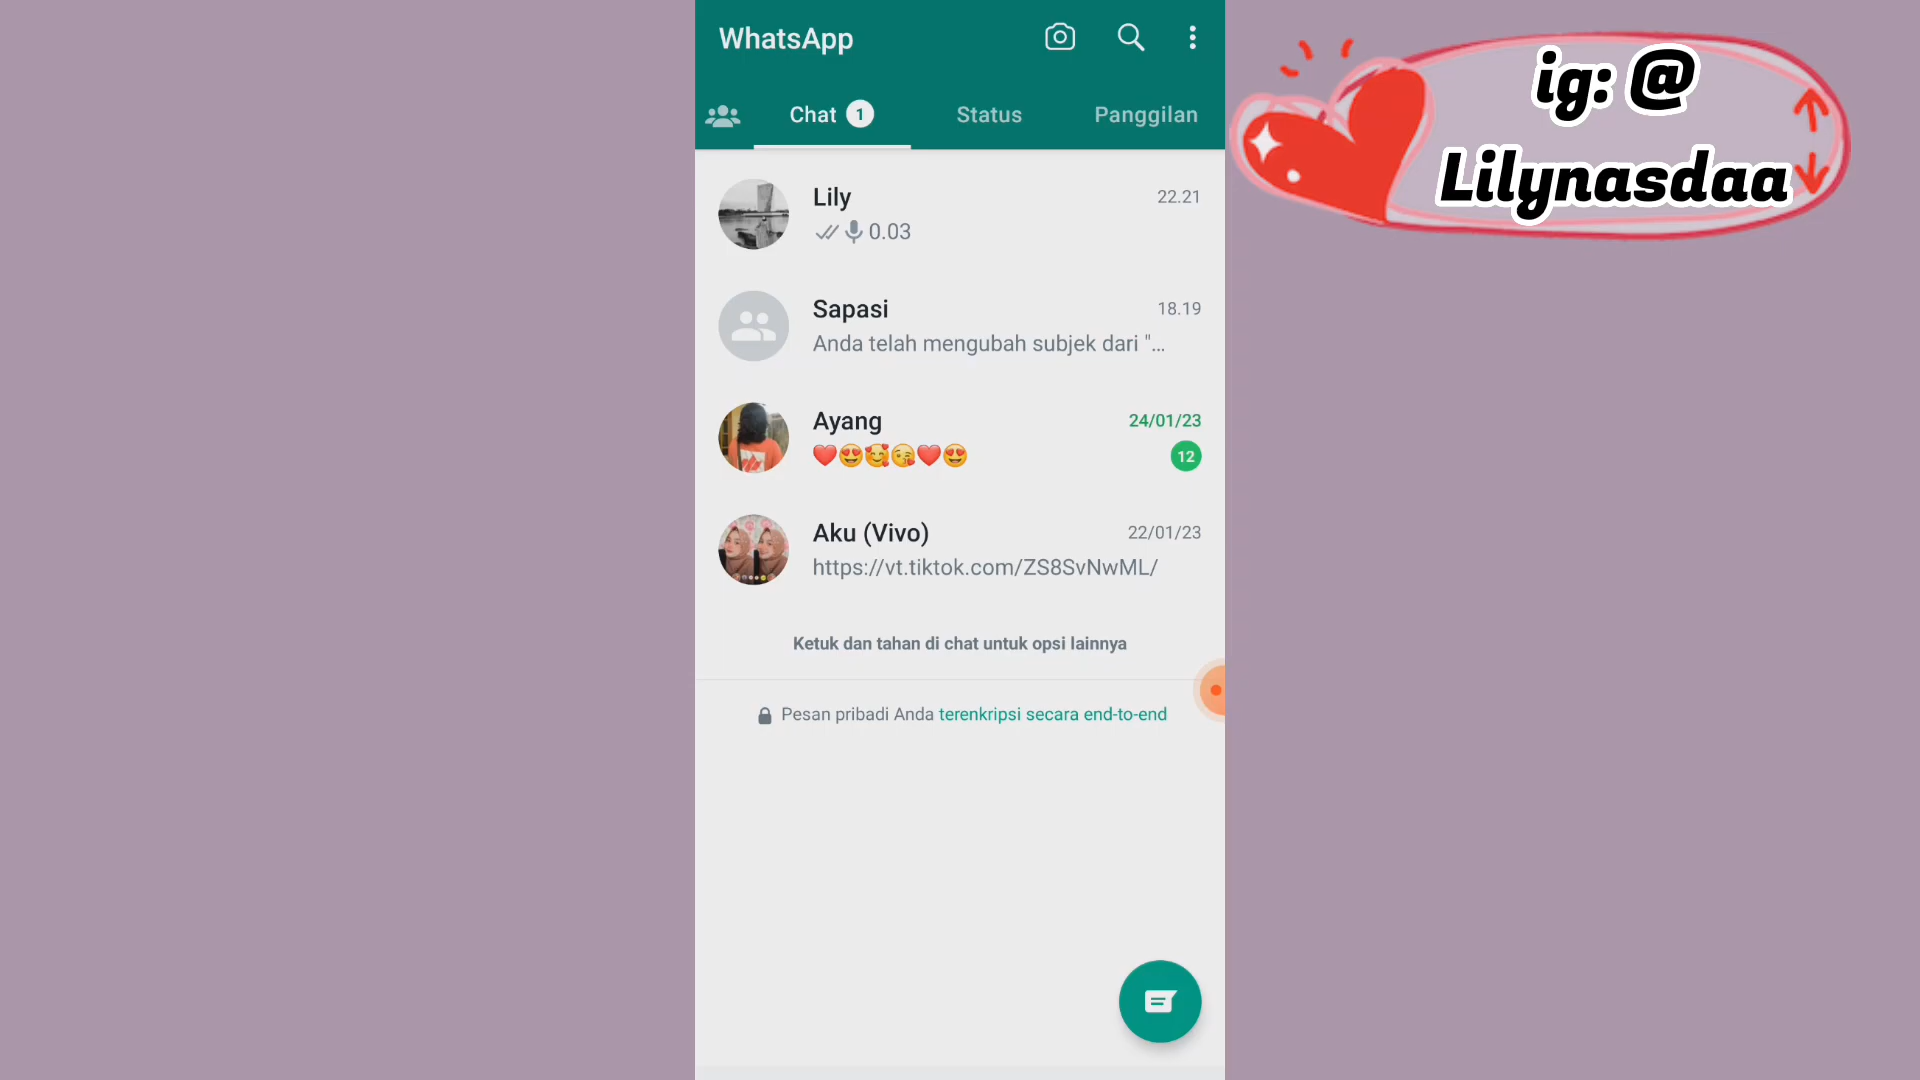 WhatsApp
Chat 1
Status
Panggilan
Lily
22.21
0.03
Sapasi
18.19
Anda telah mengubah subjek dari "...
Ayang
24/01/23
❤️😍🥰😘❤️😍
12
Aku (Vivo)
22/01/23
https://vt.tiktok.com/ZS8SvNwML/
Ketuk dan tahan di chat untuk opsi lainnya
Pesan pribadi Anda terenkripsi secara end-to-end
ig: @
Lilynasdaa